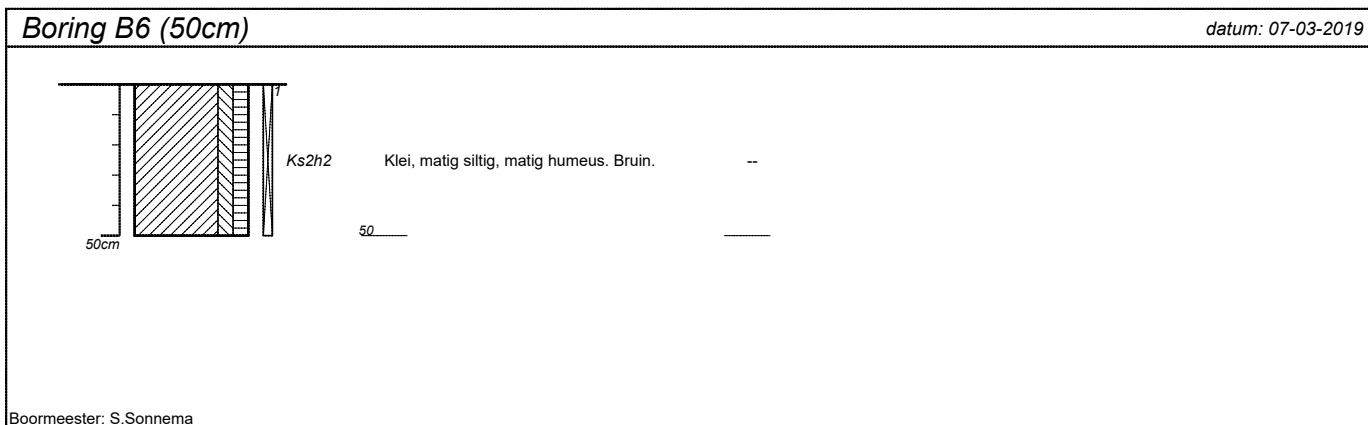 Boring B6 (50cm)
datum: 07-03-2019
1
Ks2h2 Klei, matig siltig, matig humeus. Bruin. --
50cm
50
Boormeester: S.Sonnema